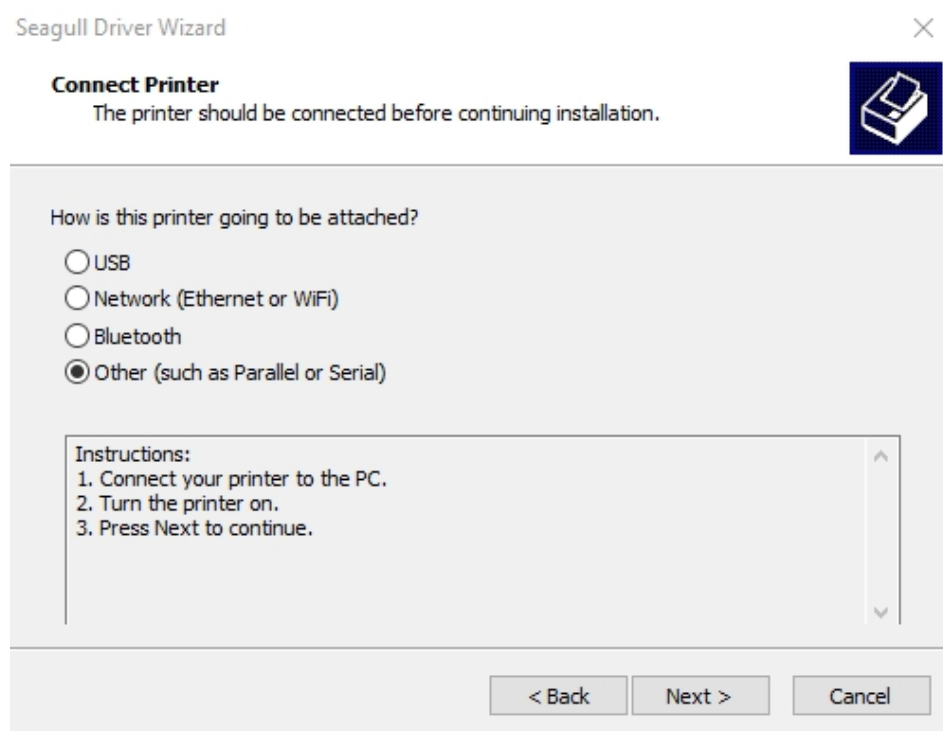 Seagull Driver Wizard
Connect Printer
The printer should be connected before continuing installation.
How is this printer going to be attached?
USB
Network (Ethernet or WiFi)
Bluetooth
Other (such as Parallel or Serial)
Instructions:
1. Connect your printer to the PC.
2. Turn the printer on.
3. Press Next to continue.
< Back Next > Cancel